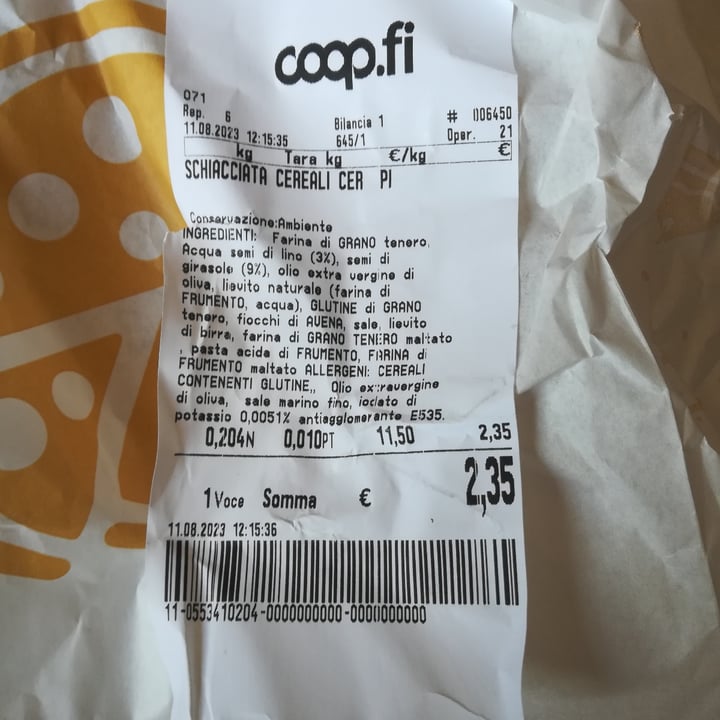 coop.fi
071
Rep. 6 Bilancia 1 # 006450
11.08.2023 12:15:35 645/1 Oper. 21
kg Tara kg €/kg €
SCHIACCIATA CEREALI CER PI
Conservazione:Ambiente
INGREDIENTI: Farina di GRANO tenero,
Acqua semi di lino (3%), semi di
girasole (9%), olio extra vergine di
oliva, lievito naturale (farina di
FRUMENTO, acqua), GLUTINE di GRANO
tenero, fiocchi di AVENA, sale, lievito
di birra, farina di GRANO TENERO maltato
, pasta acida di FRUMENTO, FARINA di
FRUMENTO maltato ALLERGENI: CEREALI
CONTENENTI GLUTINE,, Olio extravergine
di oliva, sale marino fino, iodato di
potassio 0,0051% antiagglomerante E535.
0,204N 0,010PT 11,50 2,35
1 Voce Somma € 2,35
11.08.2023 12:15:36
11-0553410204-0000000000-0000000000